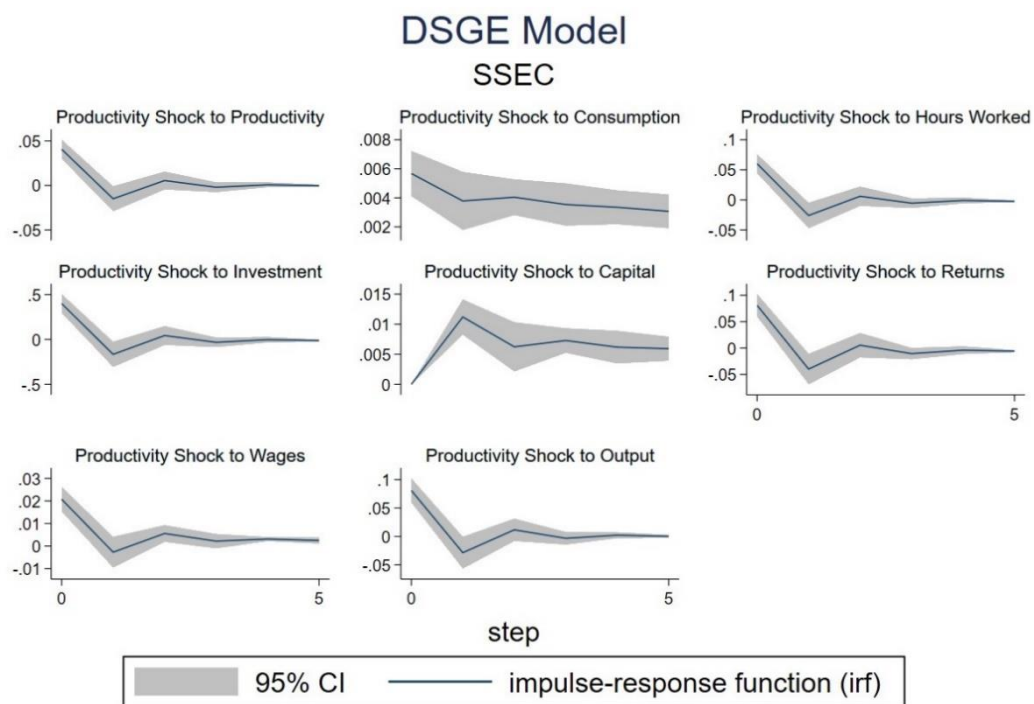 DSGE Model
SSEC
Productivity Shock to Productivity
.05
0
-.05
Productivity Shock to Consumption
.008
.006
.004
.002
Productivity Shock to Hours Worked
.1
.05
0
-.05
Productivity Shock to Investment
.5
0
-.5
Productivity Shock to Capital
.015
.01
.005
0
Productivity Shock to Returns
.1
.05
0
-.05
0 5
Productivity Shock to Wages
.03
.02
.01
0
-.01
0 5
Productivity Shock to Output
.1
.05
0
-.05
0 5
step
95% CI impulse-response function (irf)